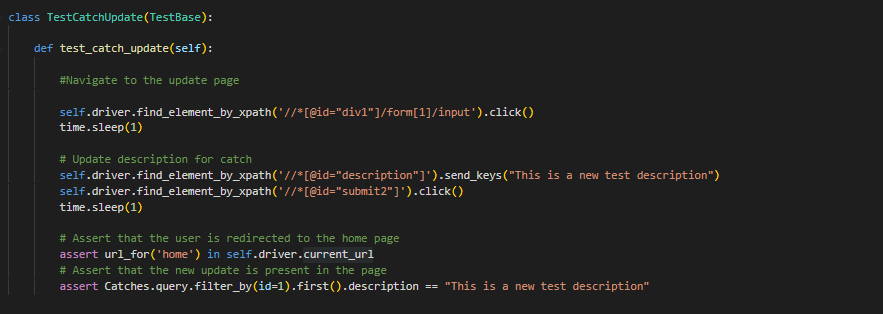 class TestCatchUpdate(TestBase):
def test_catch_update(self):
#Navigate to the update page
self.driver.find_element_by_xpath('//*[@id="div1"]/form[1]/input').click()
time.sleep(1)
# Update description for catch
self.driver.find_element_by_xpath('//*[@id="description"]').send_keys("This is a new test description")
self.driver.find_element_by_xpath('//*[@id="submit2"]').click()
time.sleep(1)
# Assert that the user is redirected to the home page
assert url_for('home') in self.driver.current_url
# Assert that the new update is present in the page
assert Catches.query.filter_by(id=1).first().description == "This is a new test description"